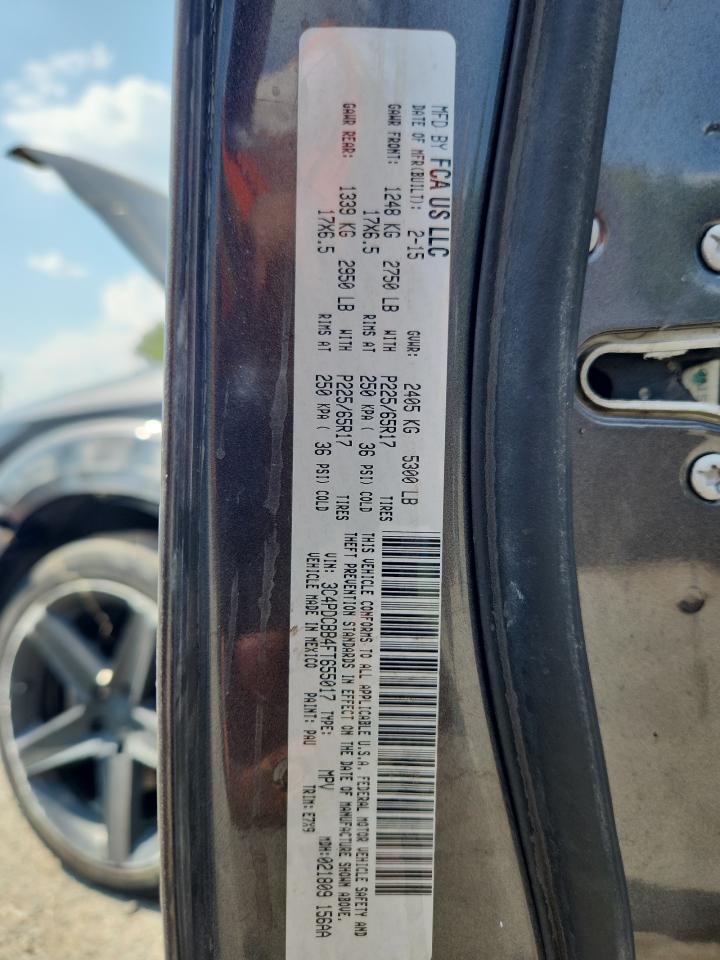 MFD BY FCA US LLC
DATE OF MFR(BUILT): 2-15 GVWR: 2405 KG 5300 LB
GAWR FRONT: 1248 KG 2750 LB WITH P225/65R17 TIRES
17X6.5 RIMS AT 250 KPA ( 36 PSI) COLD
GAWR REAR: 1339 KG 2950 LB WITH P225/65R17 TIRES
17X6.5 RIMS AT 250 KPA ( 36 PSI) COLD
THIS VEHICLE CONFORMS TO ALL APPLICABLE U.S.A. FEDERAL MOTOR VEHICLE SAFETY AND
THEFT PREVENTION STANDARDS IN EFFECT ON THE DATE OF MANUFACTURE SHOWN ABOVE.
VIN: 3C4PDCBB4FT655017 TYPE: MPV MDH:021809 156AA
VEHICLE MADE IN MEXICO PAINT: PAU TRIM:E7X9